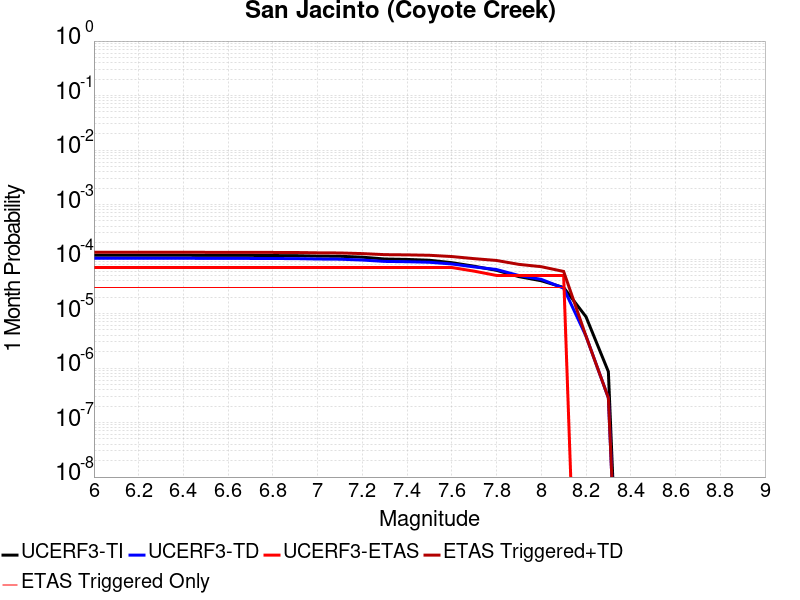 San Jacinto (Coyote Creek)
1 Month Probability
10^0
10^-1
10^-2
10^-3
10^-4
10^-5
10^-6
10^-7
10^-8
6 6.2 6.4 6.6 6.8 7 7.2 7.4 7.6 7.8 8 8.2 8.4 8.6 8.8 9
Magnitude
UCERF3-TI UCERF3-TD UCERF3-ETAS ETAS Triggered+TD
ETAS Triggered Only